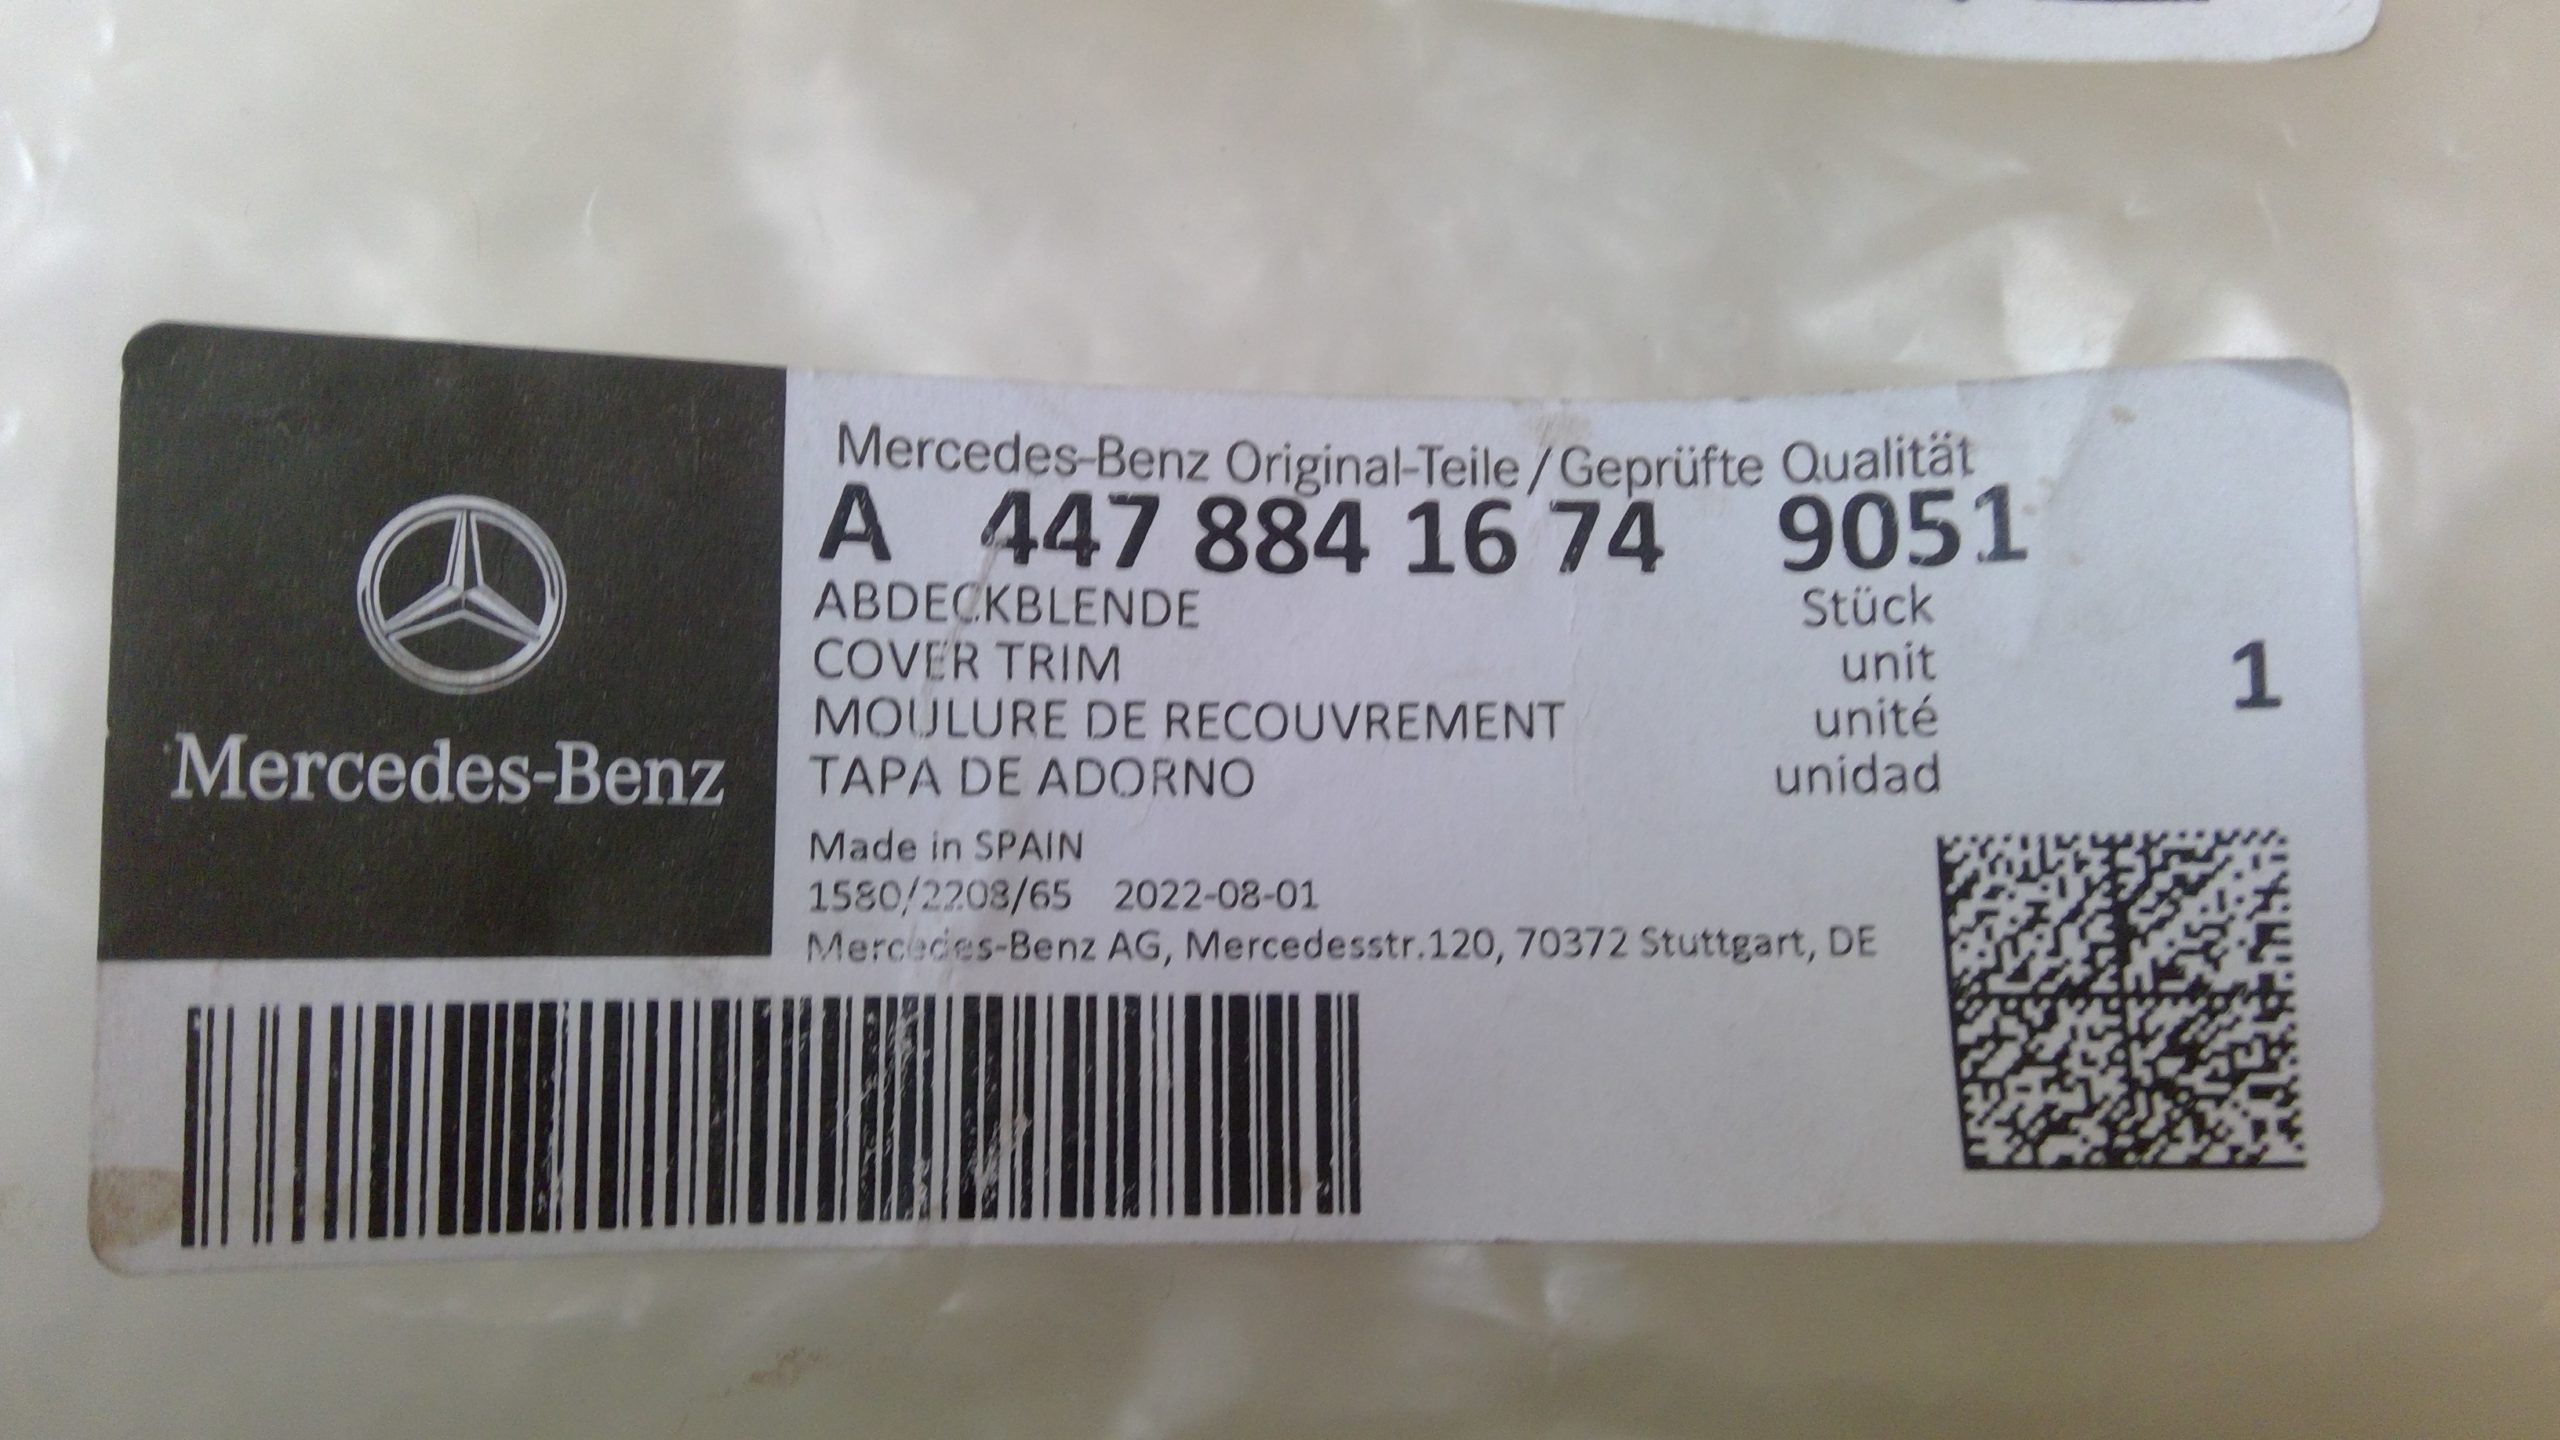 Mercedes-Benz
Mercedes-Benz Original-Teile/Geprüfte Qualität
A 447 884 16 74 9051
ABDECKBLENDE Stück
COVER TRIM unit
MOULURE DE RECOUVREMENT unité
TAPA DE ADORNO unidad
1
Made in SPAIN
1580/2208/65 2022-08-01
Mercedes-Benz AG, Mercedesstr.120, 70372 Stuttgart, DE